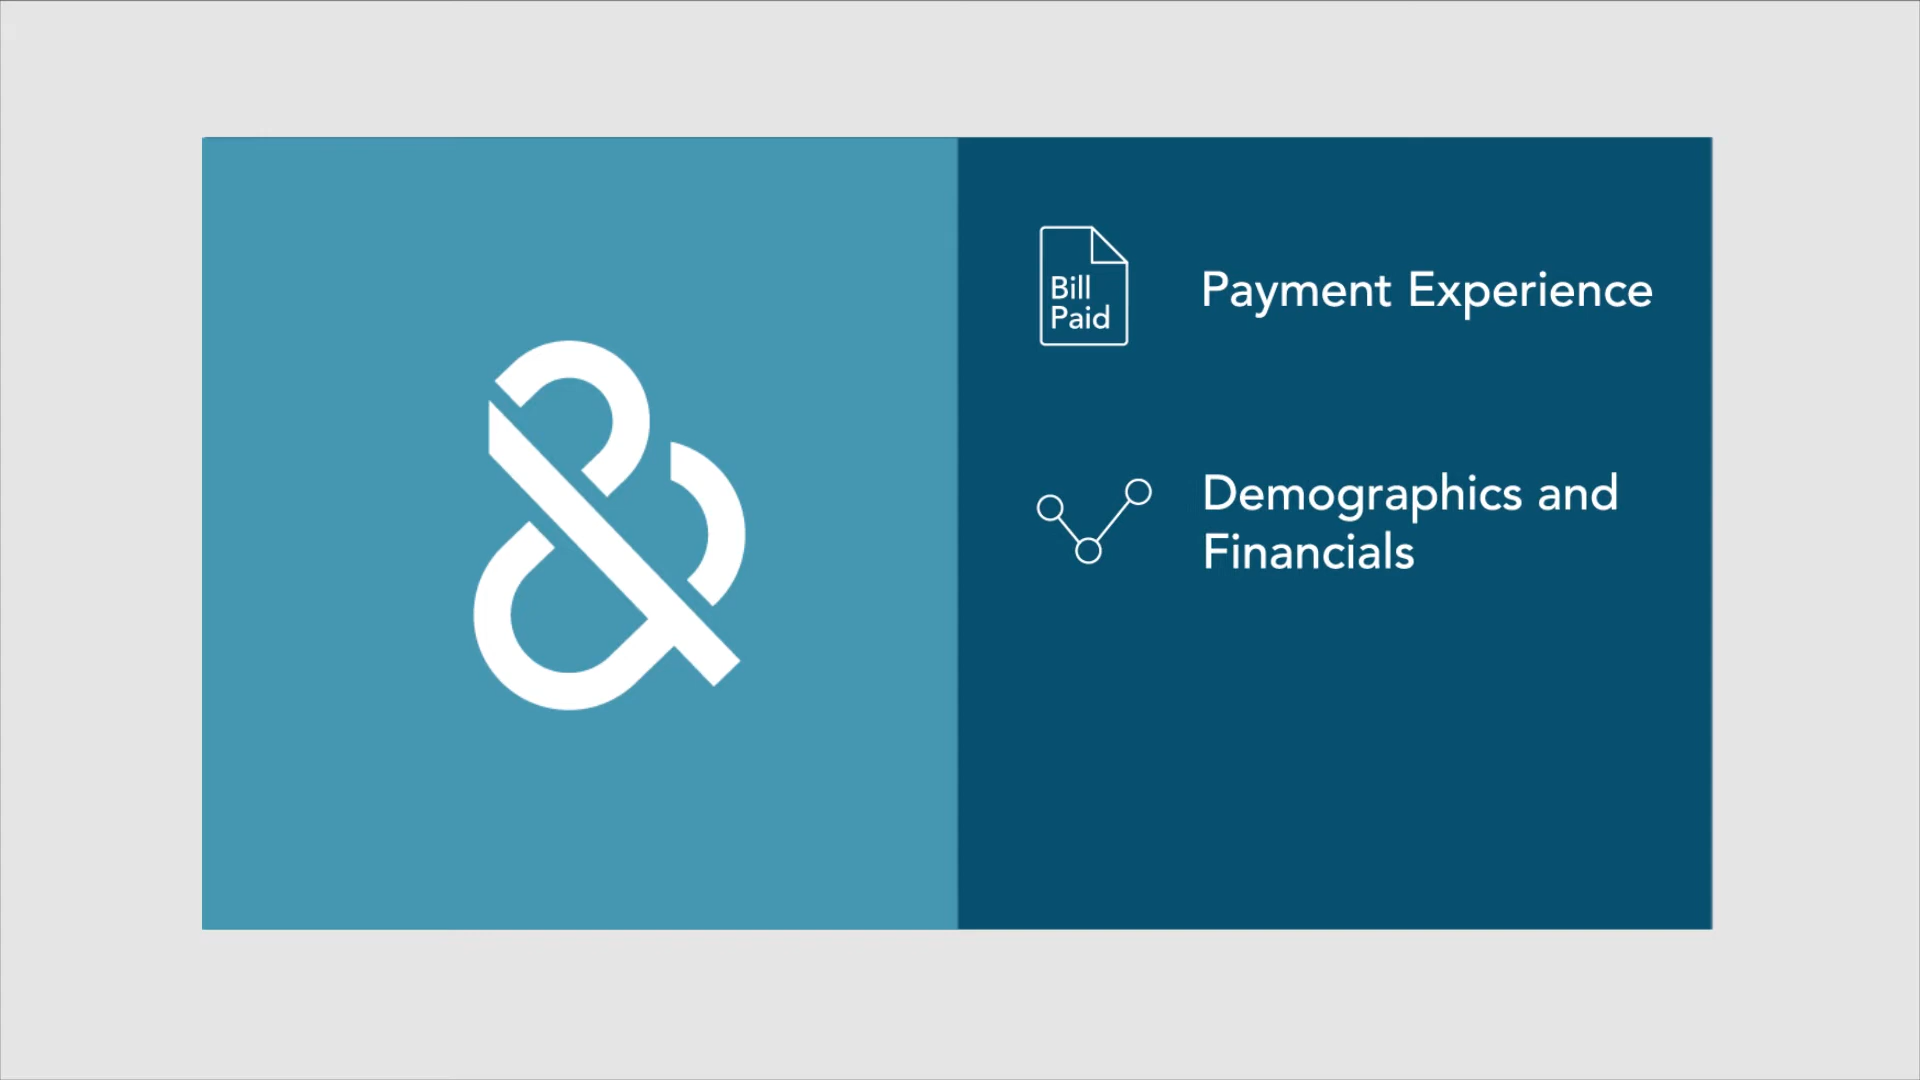 &
Bill
Paid
Payment Experience
Demographics and
Financials